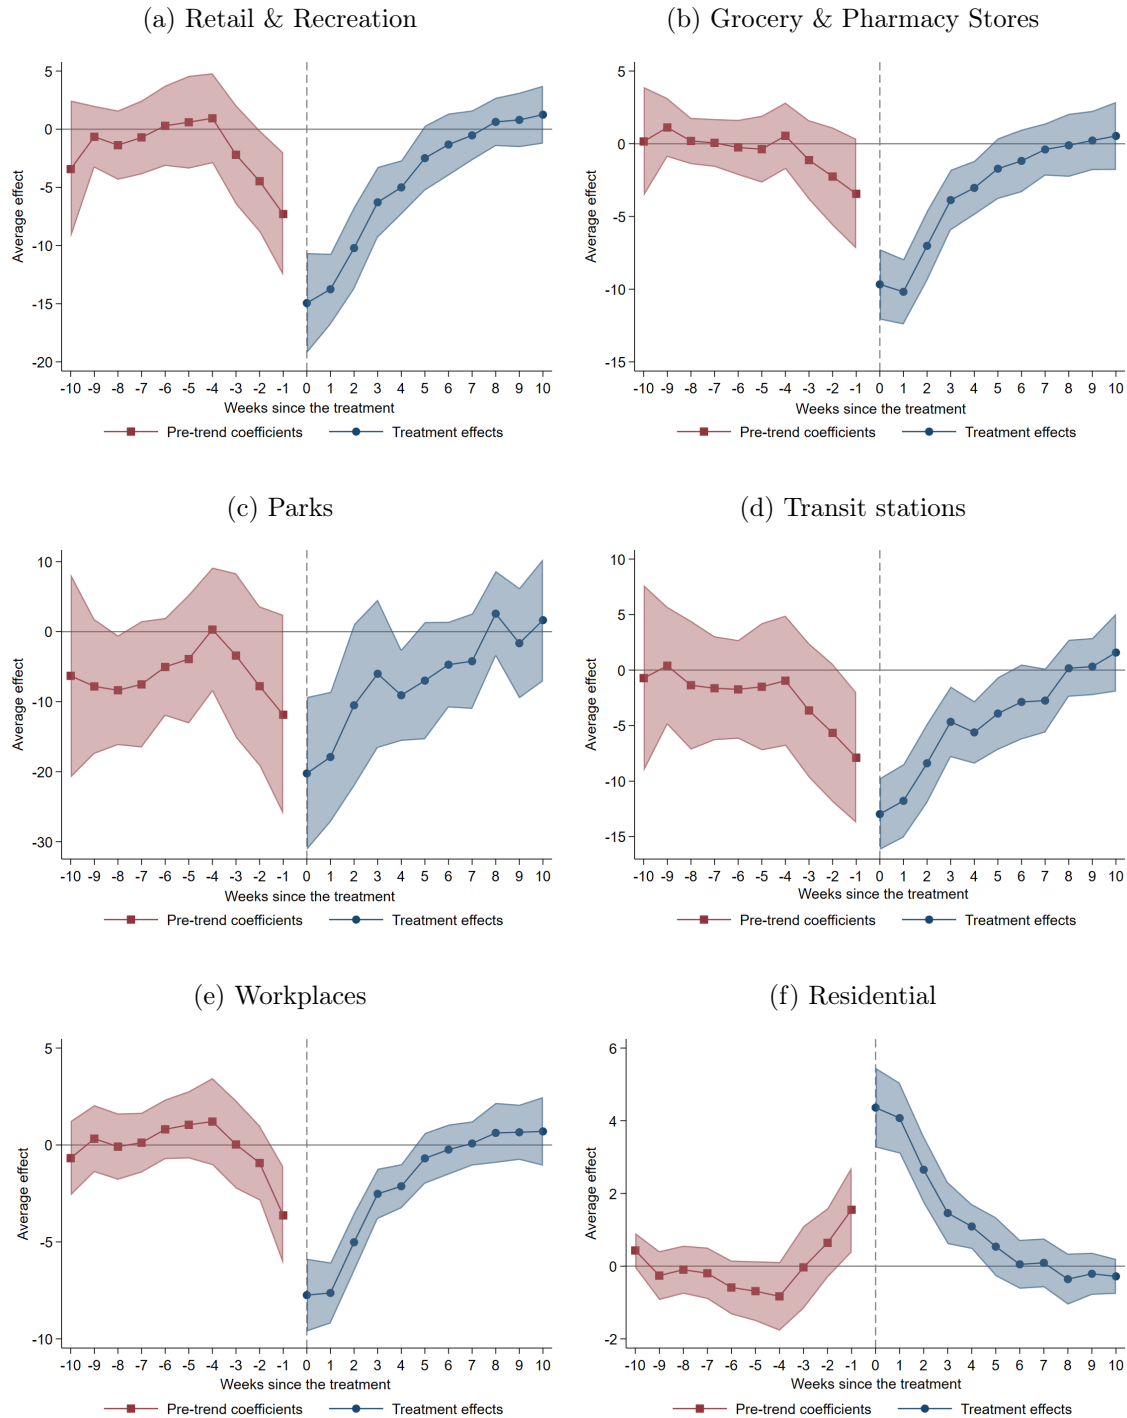 (a) Retail & Recreation
Average effect
5
0
-5
-10
-15
-20
-10 -9 -8 -7 -6 -5 -4 -3 -2 -1 0 1 2 3 4 5 6 7 8 9 10
Weeks since the treatment
Pre-trend coefficients Treatment effects
(b) Grocery & Pharmacy Stores
Average effect
5
0
-5
-10
-15
-10 -9 -8 -7 -6 -5 -4 -3 -2 -1 0 1 2 3 4 5 6 7 8 9 10
Weeks since the treatment
Pre-trend coefficients Treatment effects
(c) Parks
Average effect
10
0
-10
-20
-30
-10 -9 -8 -7 -6 -5 -4 -3 -2 -1 0 1 2 3 4 5 6 7 8 9 10
Weeks since the treatment
Pre-trend coefficients Treatment effects
(d) Transit stations
Average effect
10
5
0
-5
-10
-15
-10 -9 -8 -7 -6 -5 -4 -3 -2 -1 0 1 2 3 4 5 6 7 8 9 10
Weeks since the treatment
Pre-trend coefficients Treatment effects
(e) Workplaces
Average effect
5
0
-5
-10
-10 -9 -8 -7 -6 -5 -4 -3 -2 -1 0 1 2 3 4 5 6 7 8 9 10
Weeks since the treatment
Pre-trend coefficients Treatment effects
(f) Residential
Average effect
6
4
2
0
-2
-10 -9 -8 -7 -6 -5 -4 -3 -2 -1 0 1 2 3 4 5 6 7 8 9 10
Weeks since the treatment
Pre-trend coefficients Treatment effects